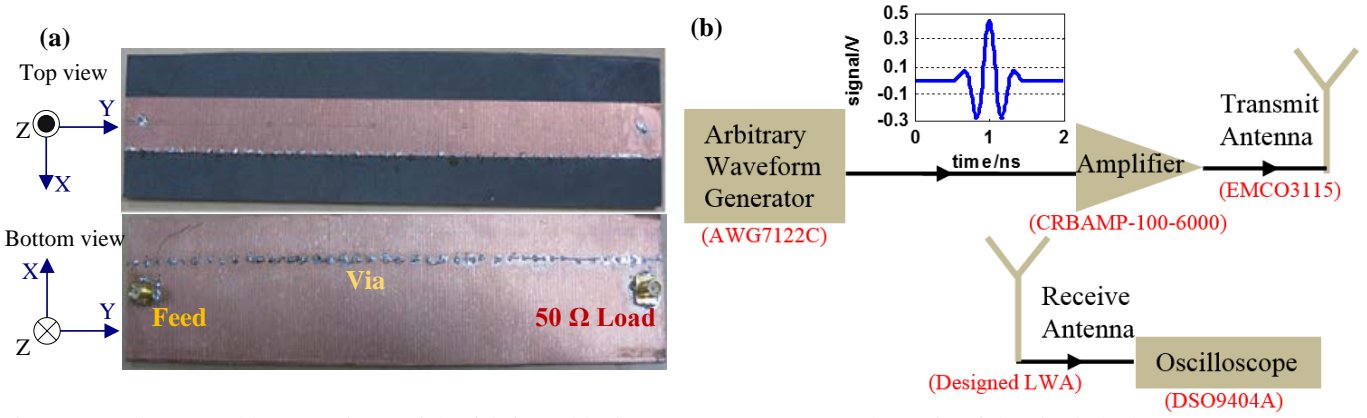 (a)
Top view
Z
Y
X
Bottom view
X
Y
Z
Via
Feed
50 Ω Load
(b)
signal/V
0.5
0.3
0.1
-0.1
-0.3
0
1
2
time/ns
Arbitrary
Waveform
Generator
(AWG7122C)
Amplifier
(CRBAMP-100-6000)
Transmit
Antenna
(EMCO3115)
Receive
Antenna
(Designed LWA)
Oscilloscope
(DSO9404A)